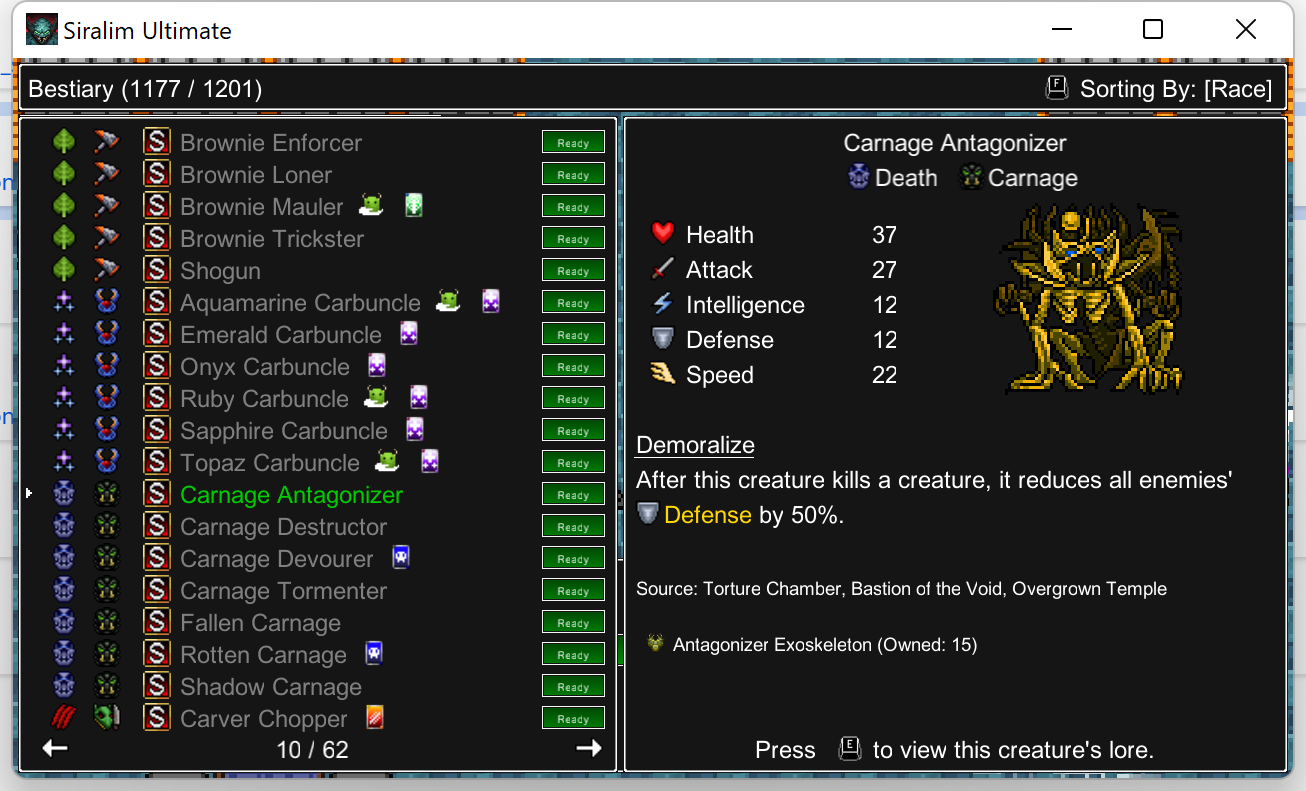 Siralim Ultimate
Bestiary (1177 / 1201)
F Sorting By: [Race]
S Brownie Enforcer Ready
S Brownie Loner Ready
S Brownie Mauler Ready
S Brownie Trickster Ready
S Shogun Ready
S Aquamarine Carbuncle Ready
S Emerald Carbuncle Ready
S Onyx Carbuncle Ready
S Ruby Carbuncle Ready
S Sapphire Carbuncle Ready
S Topaz Carbuncle Ready
S Carnage Antagonizer Ready
S Carnage Destructor Ready
S Carnage Devourer Ready
S Carnage Tormenter Ready
S Fallen Carnage Ready
S Rotten Carnage Ready
S Shadow Carnage Ready
S Carver Chopper Ready
10 / 62
Carnage Antagonizer
Death Carnage
Health 37
Attack 27
Intelligence 12
Defense 12
Speed 22
Demoralize
After this creature kills a creature, it reduces all enemies'
Defense by 50%.
Source: Torture Chamber, Bastion of the Void, Overgrown Temple
Antagonizer Exoskeleton (Owned: 15)
Press E to view this creature's lore.